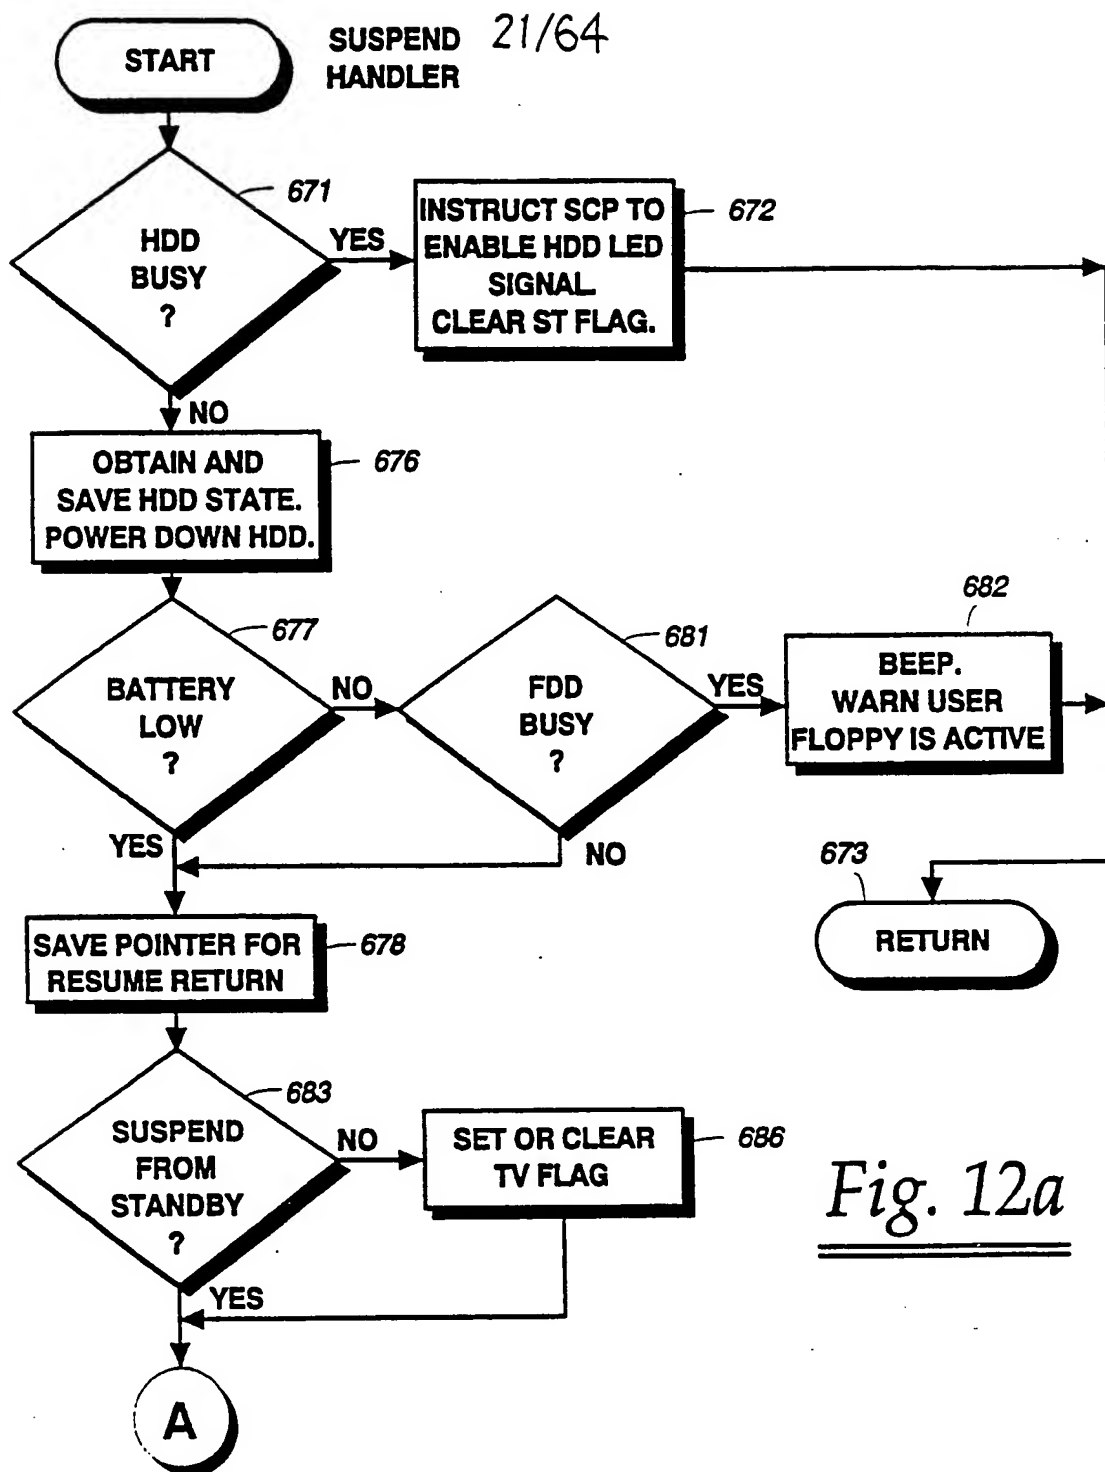 START
SUSPEND
HANDLER
21/64
671
HDD
BUSY
?
YES
INSTRUCT SCP TO
ENABLE HDD LED
SIGNAL.
CLEAR ST FLAG.
672
NO
OBTAIN AND
SAVE HDD STATE.
POWER DOWN HDD.
676
677
BATTERY
LOW
?
NO
681
FDD
BUSY
?
YES
682
BEEP.
WARN USER
FLOPPY IS ACTIVE
YES
NO
673
RETURN
SAVE POINTER FOR
RESUME RETURN
678
683
SUSPEND
FROM
STANDBY
?
NO
SET OR CLEAR
TV FLAG
686
YES
A
Fig. 12a